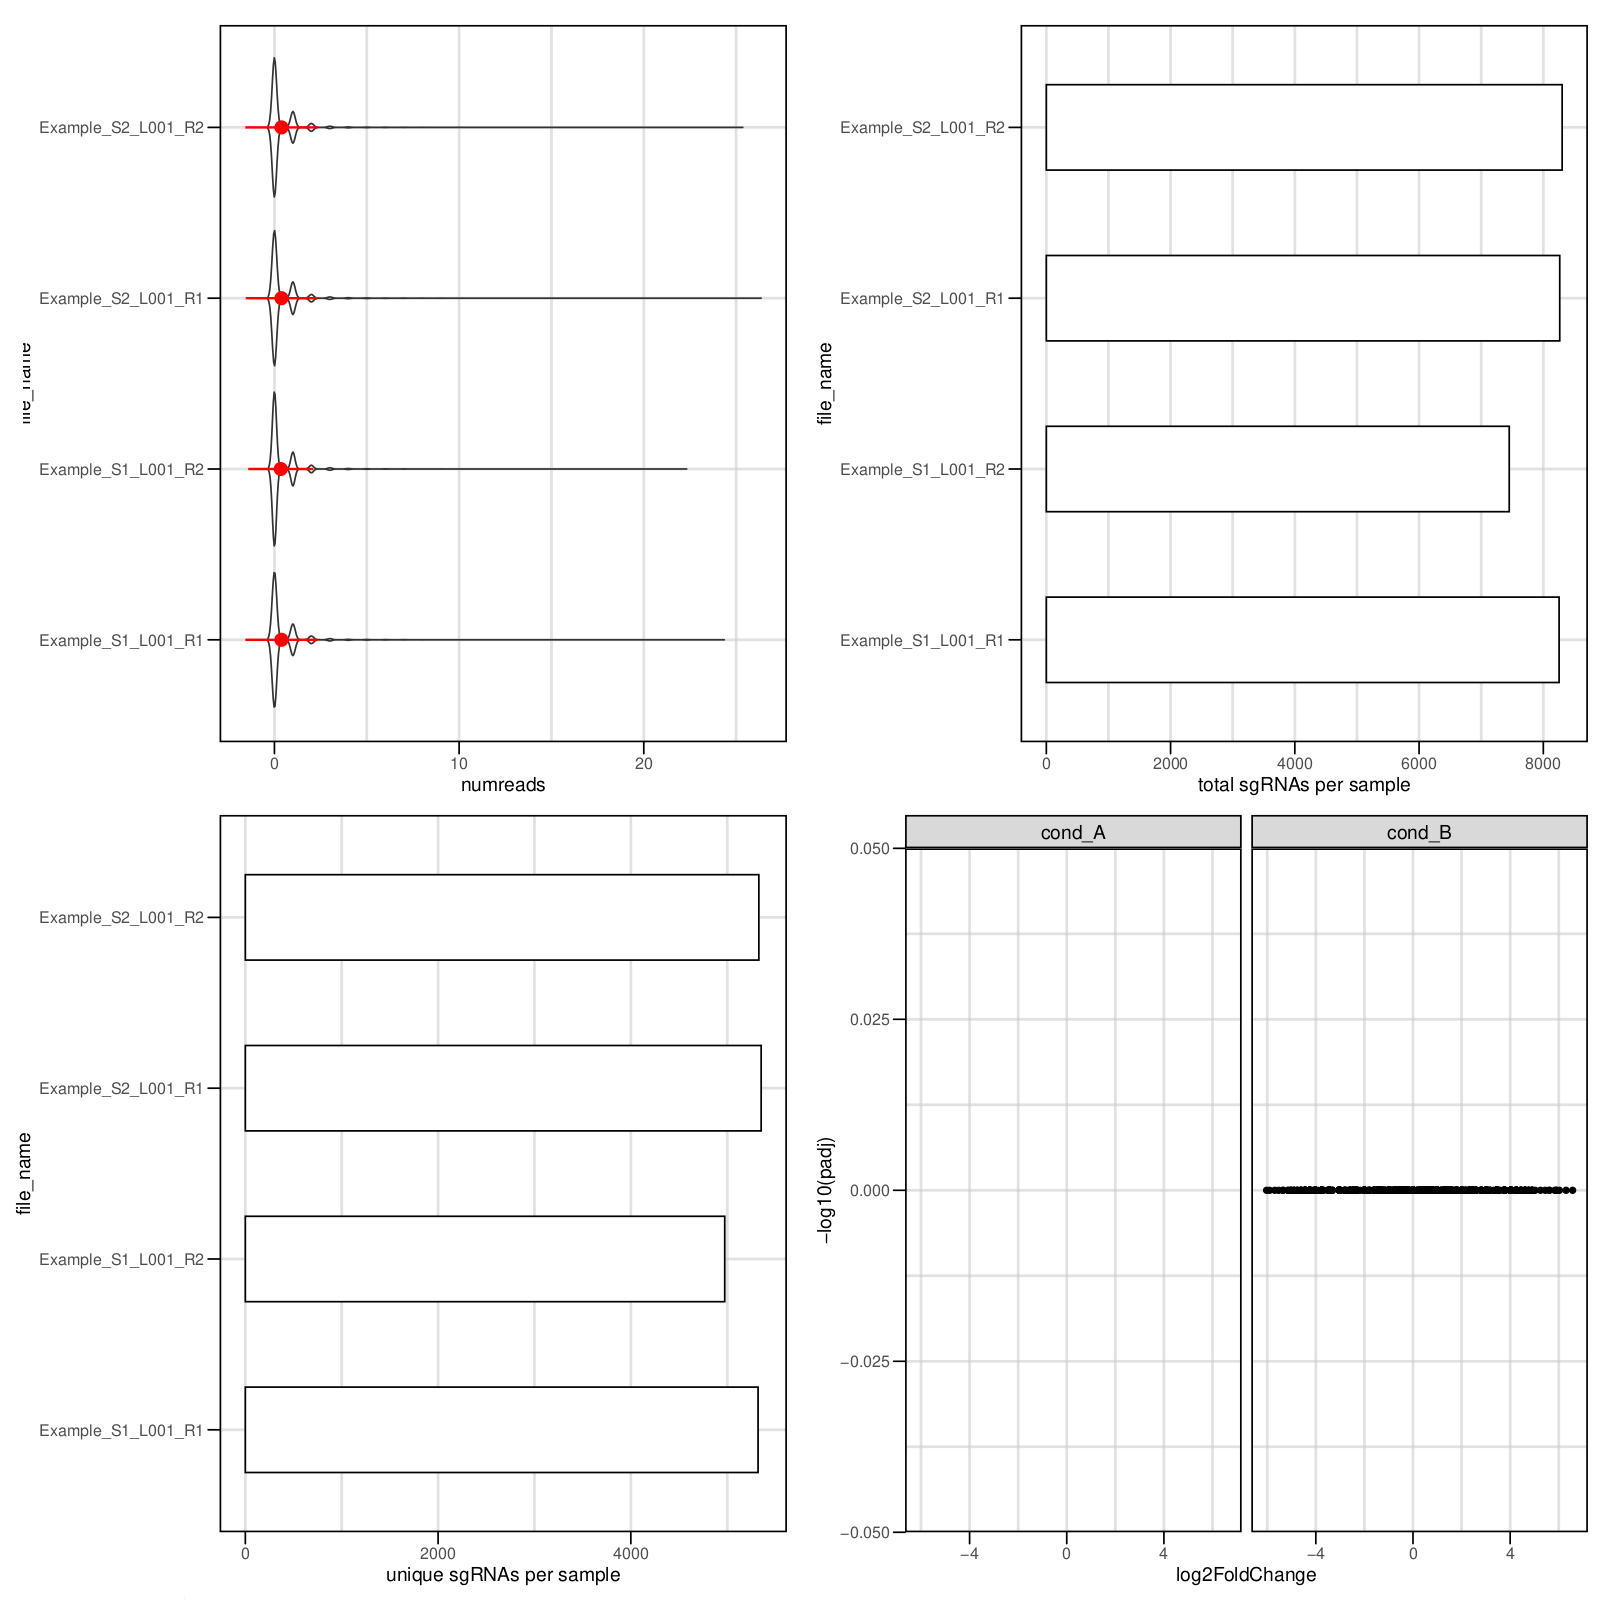 Example_S2_L001_R2
Example_S2_L001_R1
Example_S1_L001_R2
Example_S1_L001_R1
file_name
0 10 20
numreads
Example_S2_L001_R2
Example_S2_L001_R1
Example_S1_L001_R2
Example_S1_L001_R1
file_name
0 2000 4000 6000 8000
total sgRNAs per sample
Example_S2_L001_R2
Example_S2_L001_R1
Example_S1_L001_R2
Example_S1_L001_R1
file_name
0 2000 4000
unique sgRNAs per sample
cond_A cond_B
0.050
0.025
0.000
−0.025
−0.050
−log10(padj)
−4 0 4 −4 0 4
log2FoldChange